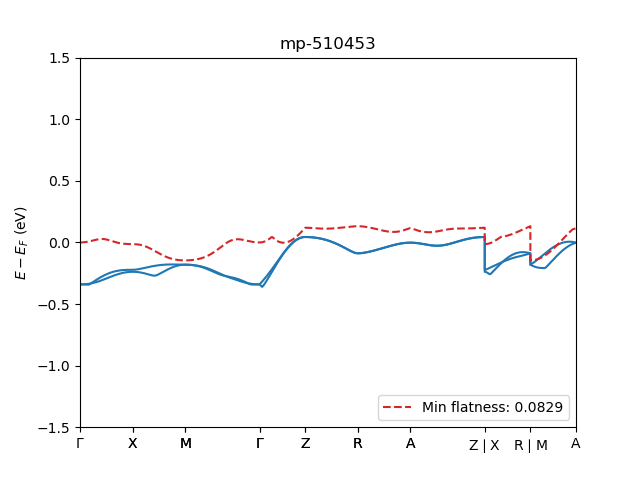 mp-510453
E − E_F (eV)
1.5
1.0
0.5
0.0
−0.5
−1.0
−1.5
Min flatness: 0.0829
Γ X M Γ Z R A Z | X R | M A